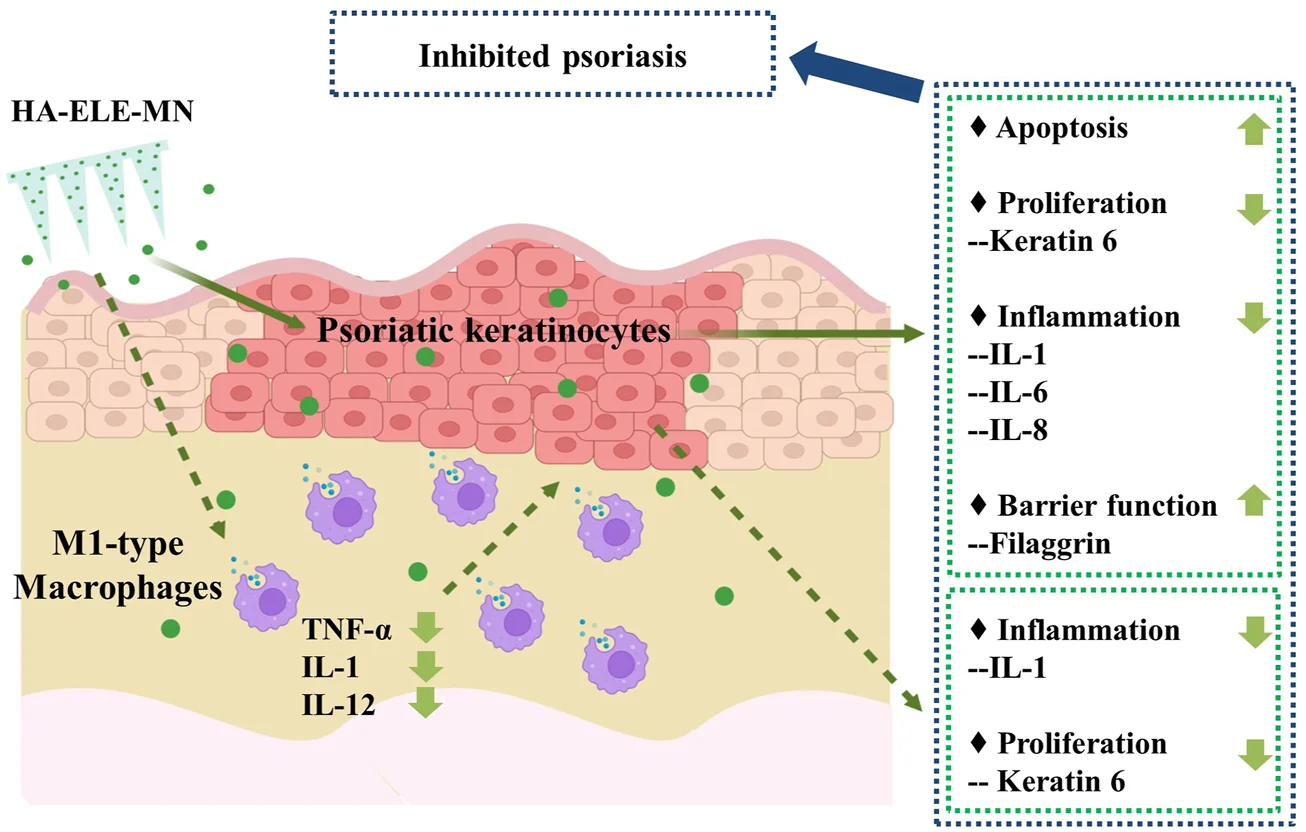 Inhibited psoriasis
HA-ELE-MN
Psoriatic keratinocytes
M1-type
Macrophages
TNF-α
IL-1
IL-12
♦ Apoptosis
♦ Proliferation
--Keratin 6
♦ Inflammation
--IL-1
--IL-6
--IL-8
♦ Barrier function
--Filaggrin
♦ Inflammation
--IL-1
♦ Proliferation
-- Keratin 6